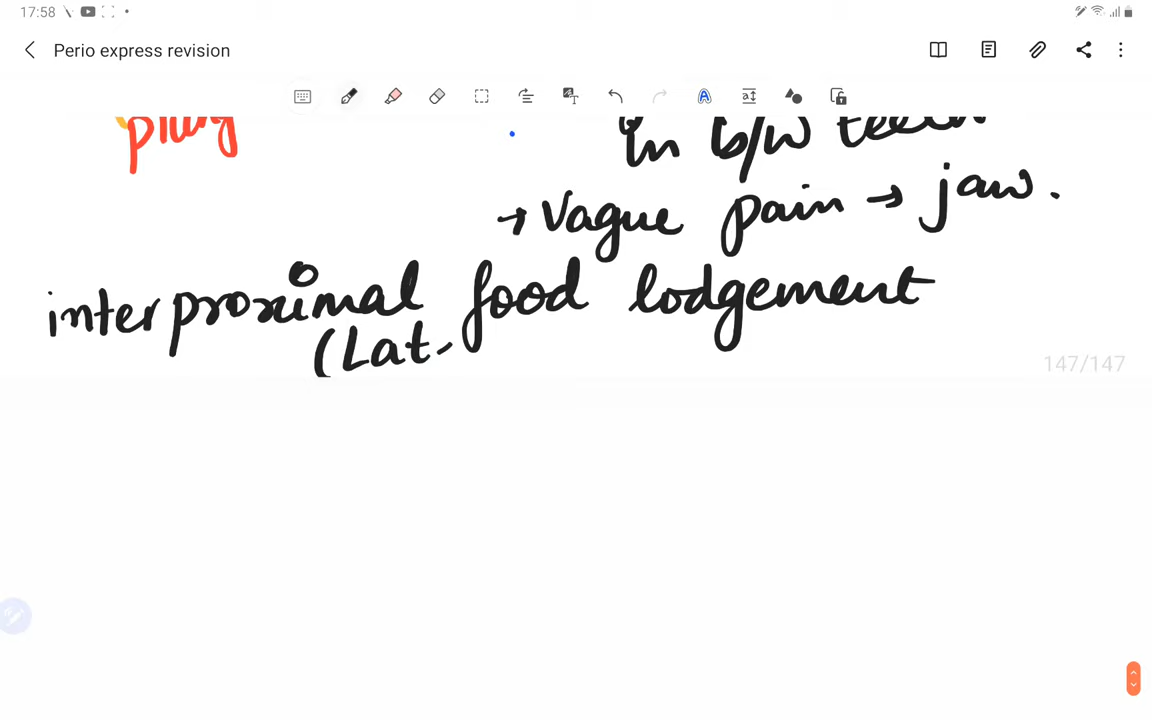 17:58
Perio express revision
In b/w teeth
→ Vague pain → jaw.
interproximal food lodgement
(Lat.
147/147